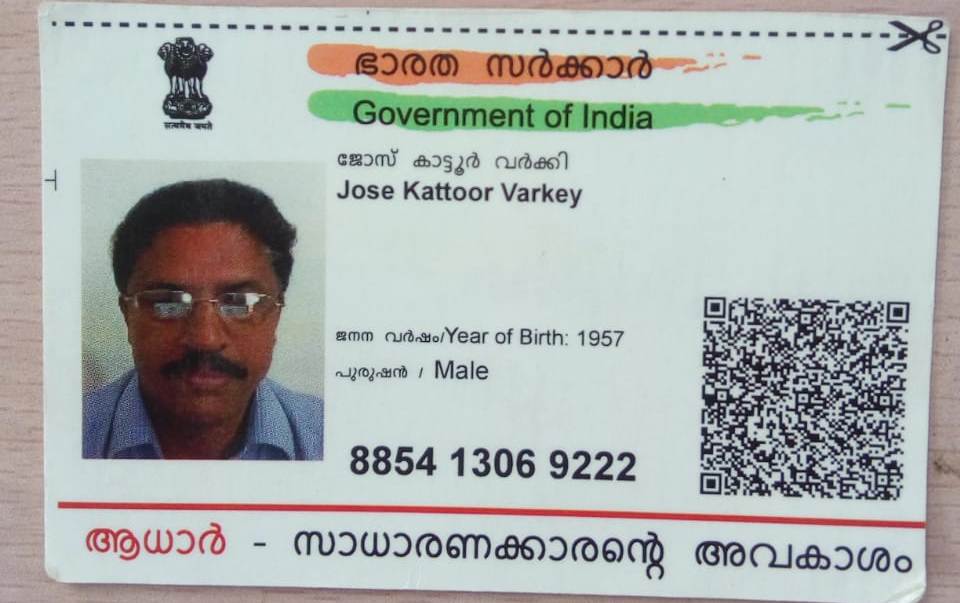 सत्यमेव जयते
ഭാരത സർക്കാർ
Government of India
ജോസ് കാട്ടൂർ വർക്കി
Jose Kattoor Varkey
ജനന വർഷം/Year of Birth: 1957
പുരുഷൻ / Male
8854 1306 9222
ആധാർ - സാധാരണക്കാരന്റെ അവകാശം